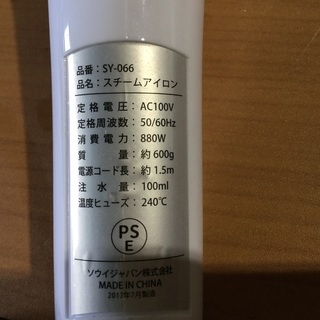 品番：SY-066
品名：スチームアイロン
定格電圧：AC100V
定格周波数：50/60Hz
消費電力：880W
質量：約600g
電源コード長：約1.5m
注水量：100ml
温度ヒューズ：240℃
PS
E
ソウイジャパン株式会社
MADE IN CHINA
2017年7月製造